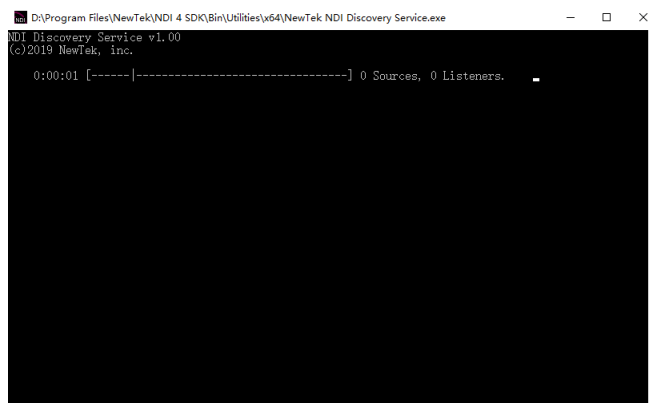 NDI D:\Program Files\NewTek\NDI 4 SDK\Bin\Utilities\x64\NewTek NDI Discovery Service.exe
NDI Discovery Service v1.00
(c)2019 NewTek, inc.
0:00:01 [------|---------------------------------] 0 Sources, 0 Listeners.